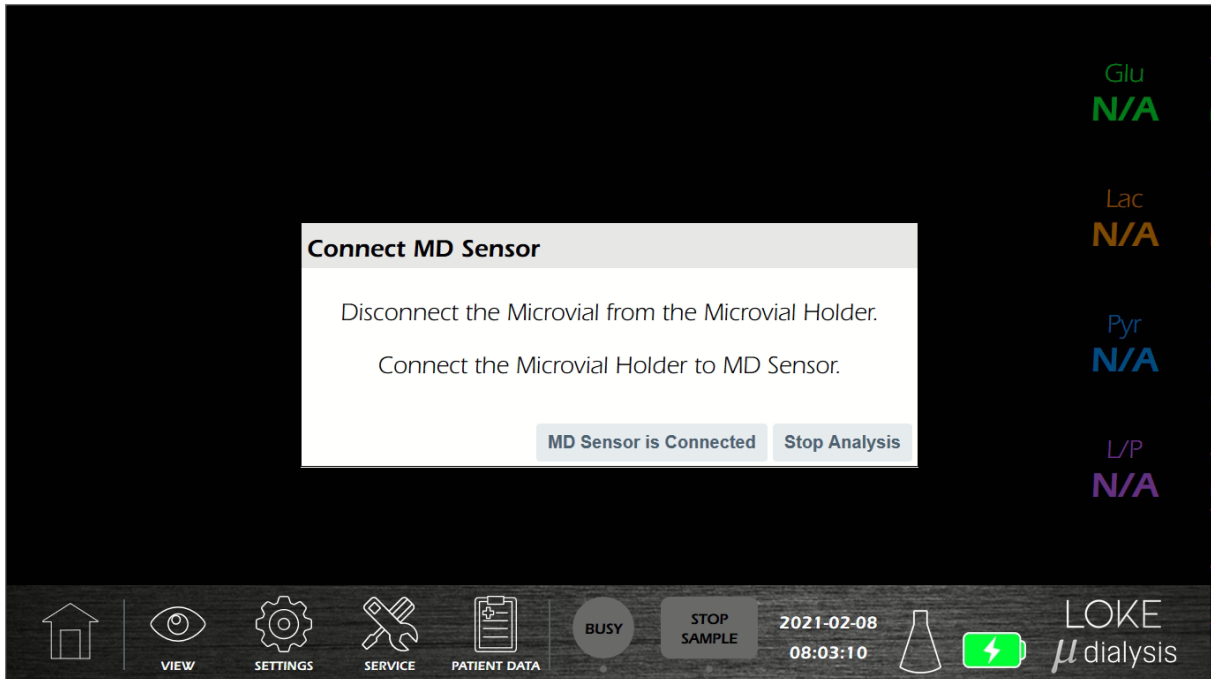 Glu
N/A
Lac
N/A
Connect MD Sensor
Disconnect the Microvial from the Microvial Holder.
Connect the Microvial Holder to MD Sensor.
Pyr
N/A
MD Sensor is Connected
Stop Analysis
L/P
N/A
VIEW
SETTINGS
SERVICE
PATIENT DATA
BUSY
STOP
SAMPLE
2021-02-08
08:03:10
LOKE
μ dialysis